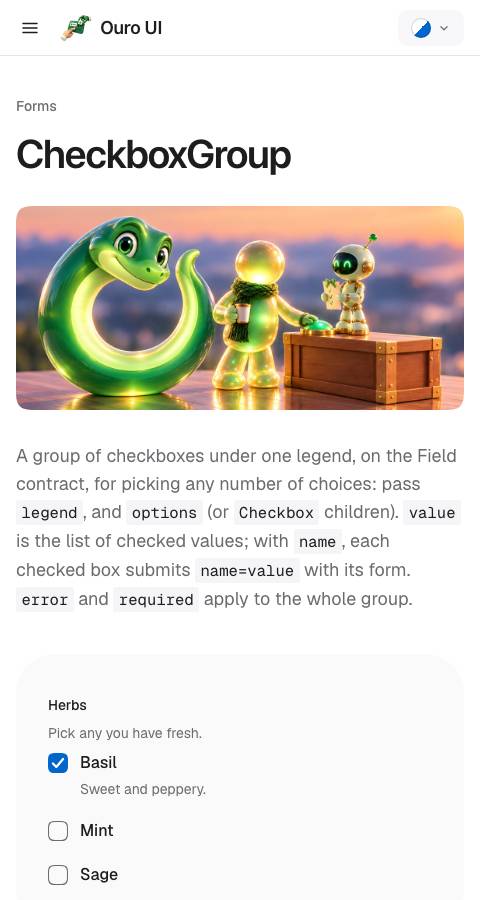 Ouro UI
Forms
CheckboxGroup
A group of checkboxes under one legend, on the Field
contract, for picking any number of choices: pass
legend, and options (or Checkbox children). value
is the list of checked values; with name, each
checked box submits name=value with its form.
error and required apply to the whole group.
Herbs
Pick any you have fresh.
Basil
Sweet and peppery.
Mint
Sage